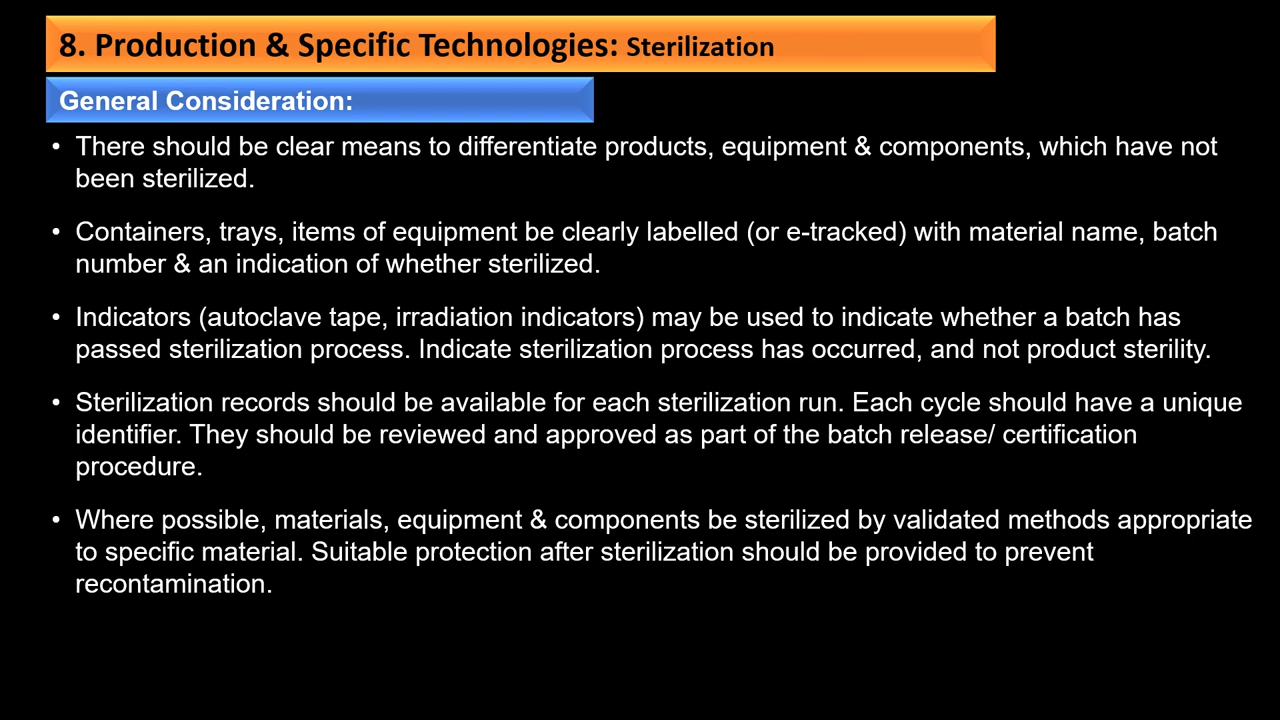 8. Production & Specific Technologies: Sterilization
General Consideration:
• There should be clear means to differentiate products, equipment & components, which have not
been sterilized.
• Containers, trays, items of equipment be clearly labelled (or e-tracked) with material name, batch
number & an indication of whether sterilized.
• Indicators (autoclave tape, irradiation indicators) may be used to indicate whether a batch has
passed sterilization process. Indicate sterilization process has occurred, and not product sterility.
• Sterilization records should be available for each sterilization run. Each cycle should have a unique
identifier. They should be reviewed and approved as part of the batch release/ certification
procedure.
• Where possible, materials, equipment & components be sterilized by validated methods appropriate
to specific material. Suitable protection after sterilization should be provided to prevent
recontamination.